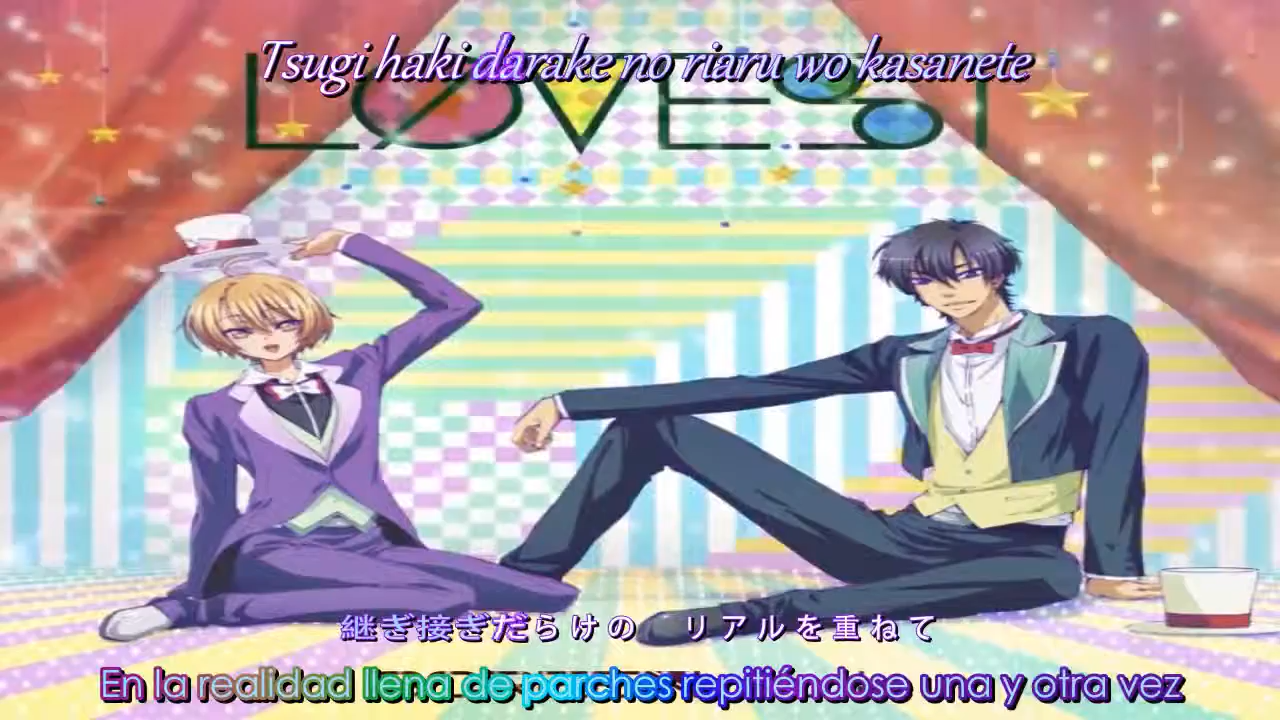 Tsugi haki darake no riaru wo kasanete
LOVE
継ぎ接ぎだらけの リアルを重ねて
En la realidad llena de parches repitiéndose una y otra vez